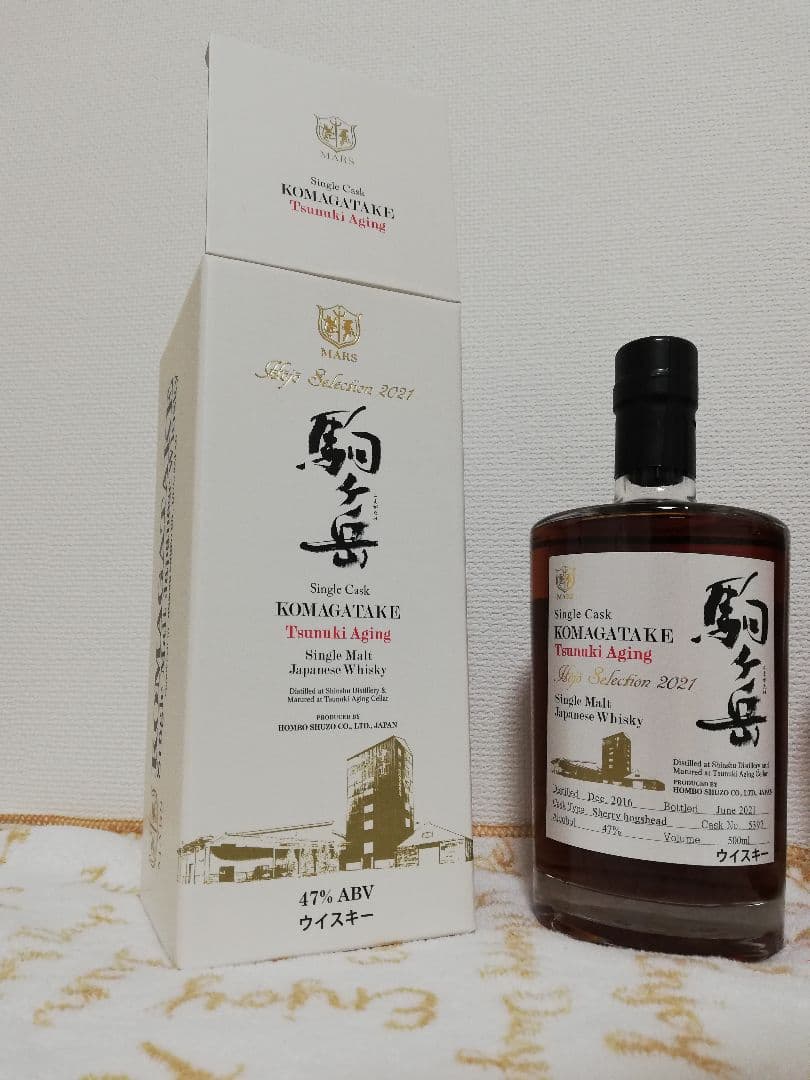 MARS
Single Cask
KOMAGATAKE
Tsunuki Aging
MARS
Hojo Selection 2021
駒ヶ岳
Single Cask
KOMAGATAKE
Tsunuki Aging
Single Malt
Japanese Whisky
Distilled at Shinshu Distillery &
Matured at Tsunuki Aging Cellar
PRODUCED BY
HOMBO SHUZO CO., LTD., JAPAN
47% ABV
ウイスキー
MARS
Single Cask
KOMAGATAKE
Tsunuki Aging
Hojo Selection 2021
Single Malt
Japanese Whisky
駒ヶ岳
Distilled at Shinshu Distillery and
Matured at Tsunuki Aging Cellar
PRODUCED BY
HOMBO SHUZO CO., LTD, JAPAN
Distilled Dec. 2016 Bottled June 2021
Cask Type Sherry hogshead Cask No.
Alcohol 47% Volume 500ml
ウイスキー
Enjoy